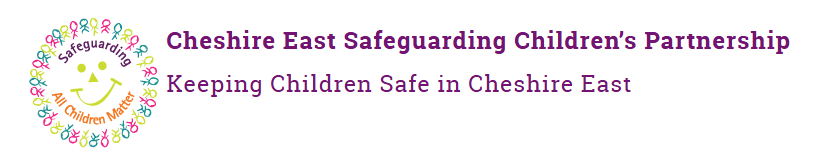 Safeguarding
All Children Matter
Cheshire East Safeguarding Children’s Partnership
Keeping Children Safe in Cheshire East